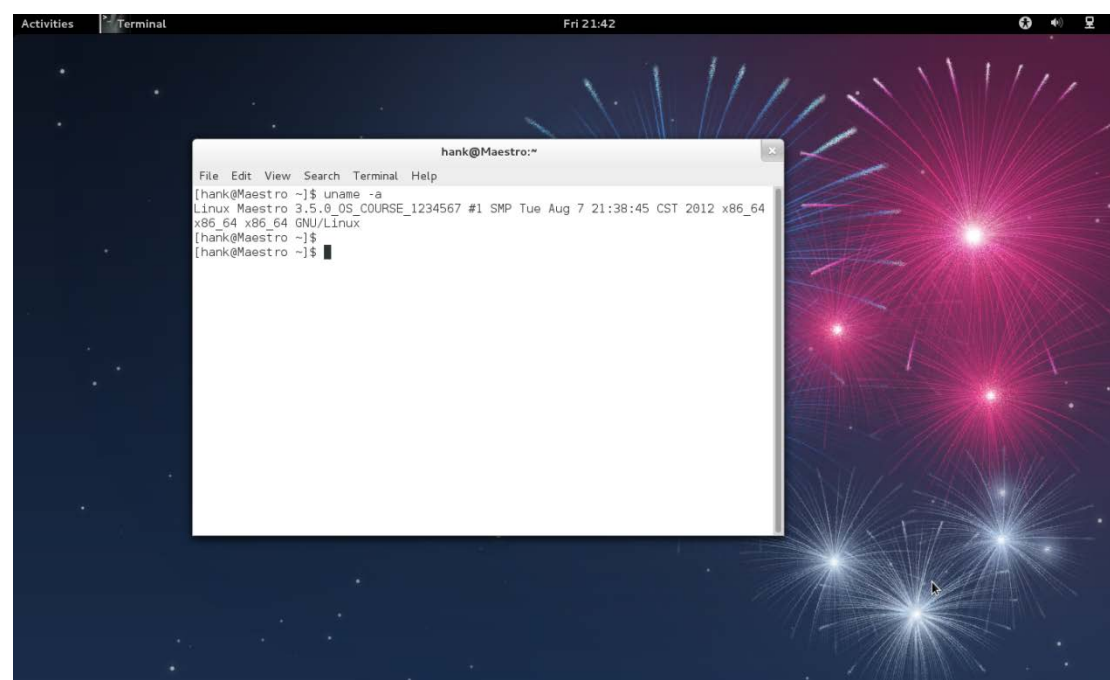 Activities Terminal Fri 21:42
hank@Maestro:~
File Edit View Search Terminal Help
[hank@Maestro ~]$ uname -a
Linux Maestro 3.5.0_OS_COURSE_1234567 #1 SMP Tue Aug 7 21:38:45 CST 2012 x86_64
x86_64 x86_64 GNU/Linux
[hank@Maestro ~]$
[hank@Maestro ~]$